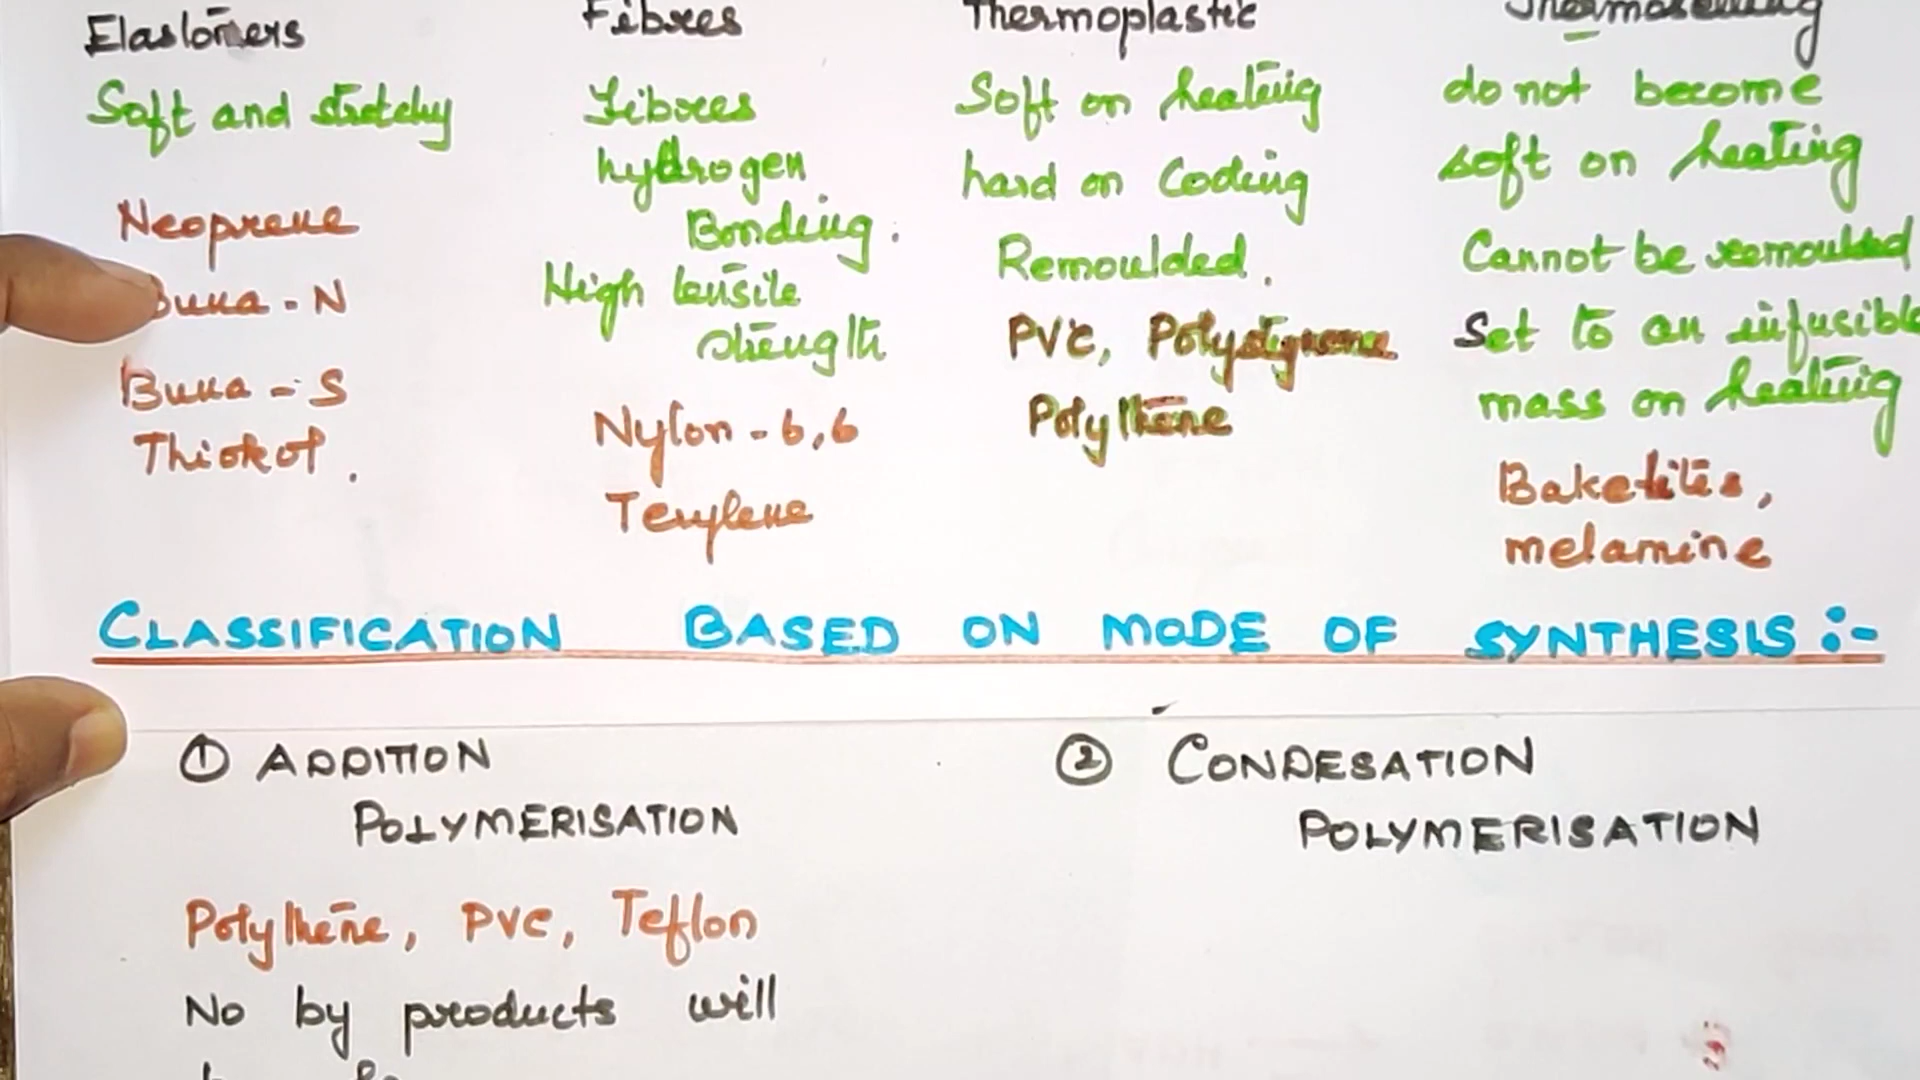 Elastomers
Soft and stretchy
Neoprene
Buna - N
Buna - S
Thiokol.
Fibres
Fibres
hydrogen
Bonding.
High tensile
strength
Nylon - 6,6
Terylene
Thermoplastic
Soft on heating
hard on Cooling
Remoulded.
PVC, Polystyrene
Polythene
Thermosetting
do not become
soft on heating
Cannot be remoulded
Set to an infusible
mass on heating
Bakelites,
melamine
CLASSIFICATION BASED ON MODE OF SYNTHESIS :-
① ADDITION
POLYMERISATION
Polythene, PVC, Teflon
No by products will
② CONDESATION
POLYMERISATION